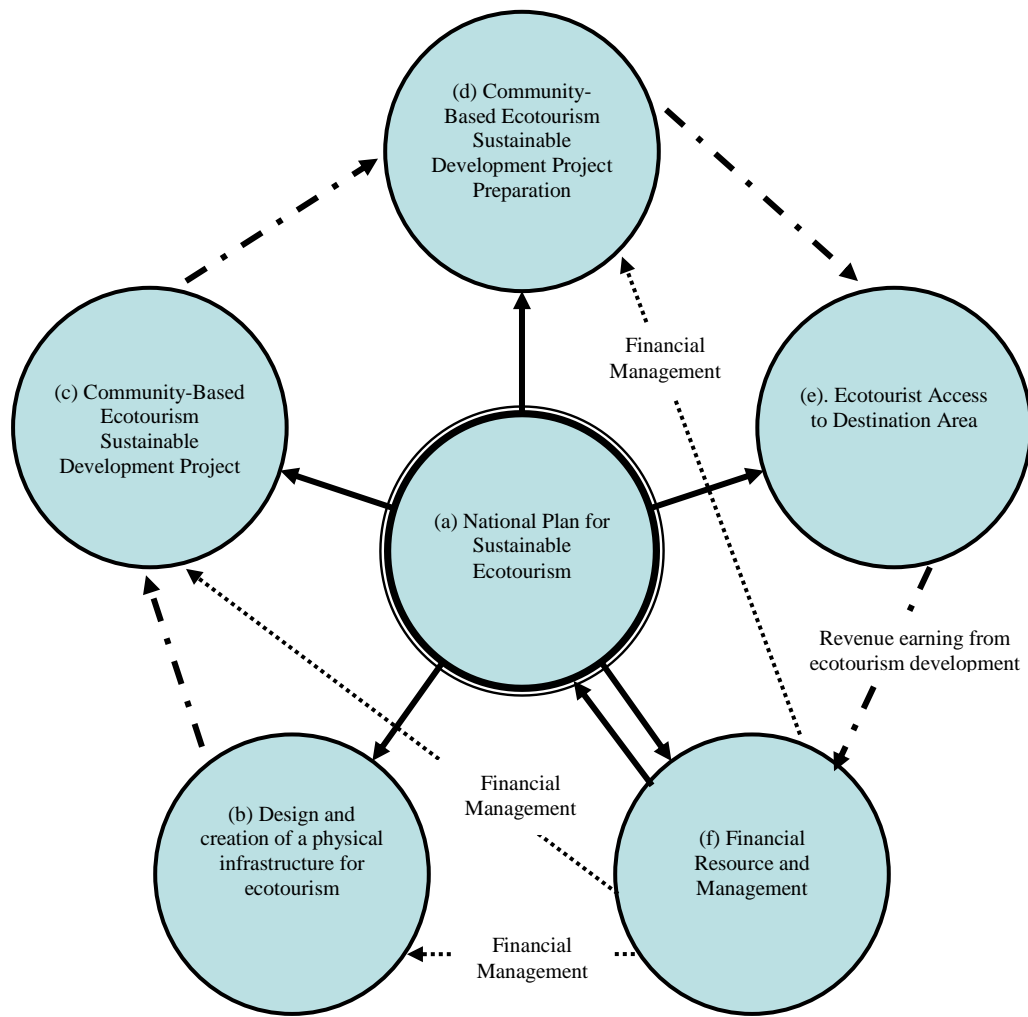 (d) Community-
Based Ecotourism
Sustainable
Development Project
Preparation
Financial
Management
(c) Community-Based
Ecotourism
Sustainable
Development Project
(e). Ecotourist Access
to Destination Area
(a) National Plan for
Sustainable
Ecotourism
Revenue earning from
ecotourism development
Financial
Management
(b) Design and
creation of a physical
infrastructure for
ecotourism
(f) Financial
Resource and
Management
Financial
Management